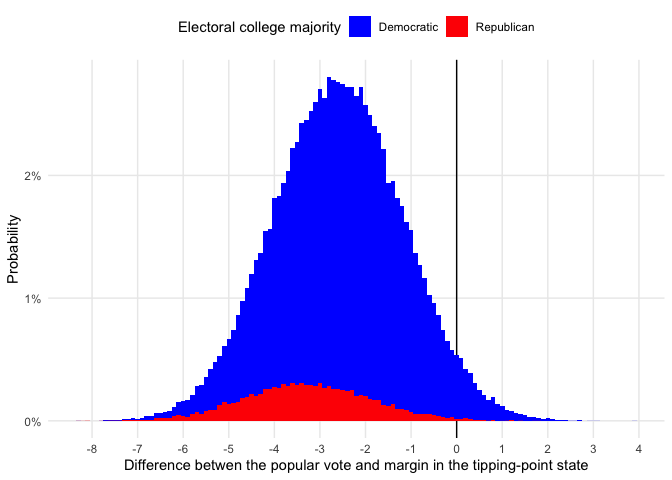 Electoral college majority Democratic Republican
Probability
2%
1%
0%
-8 -7 -6 -5 -4 -3 -2 -1 0 1 2 3 4
Difference betwen the popular vote and margin in the tipping-point state